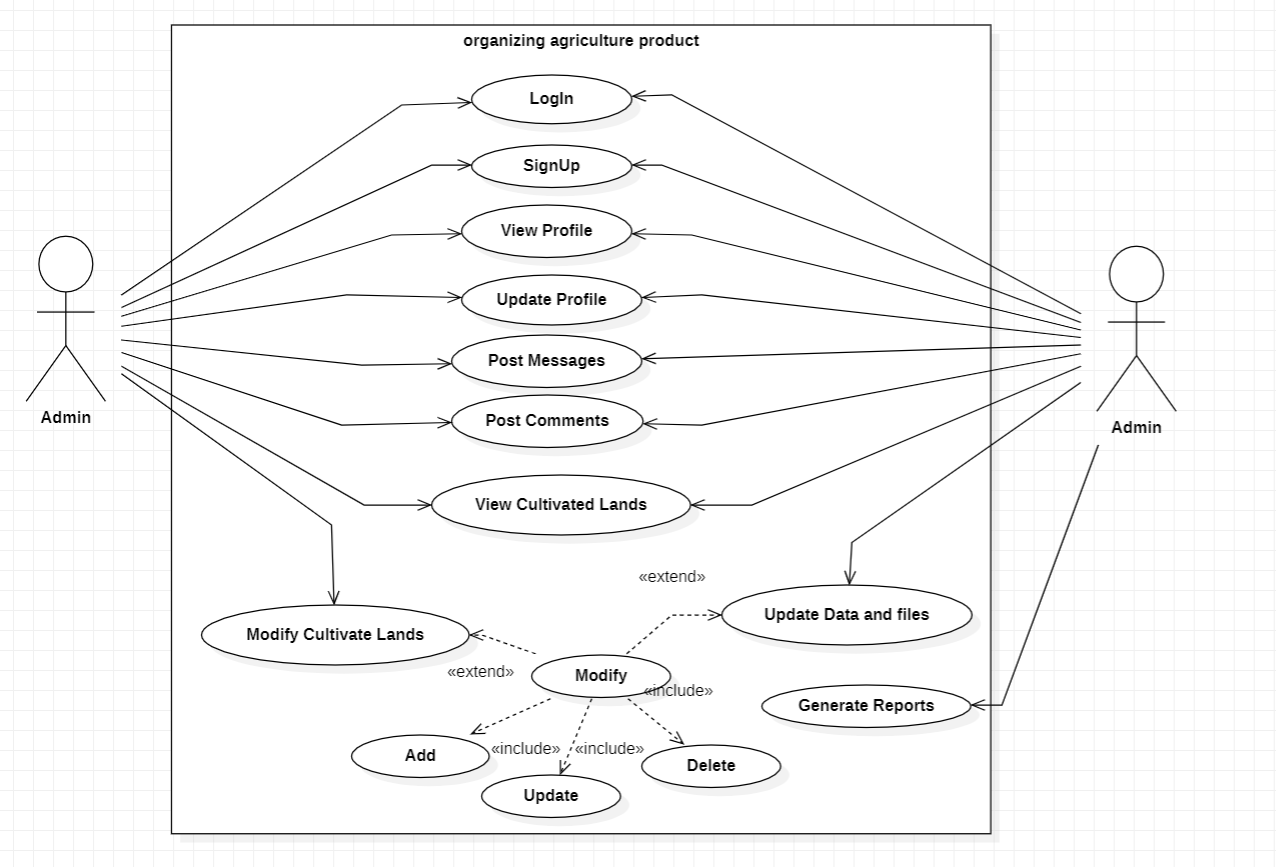 organizing agriculture product
LogIn
SignUp
View Profile
Update Profile
Post Messages
Post Comments
Admin
Admin
View Cultivated Lands
«extend»
Update Data and files
Modify Cultivate Lands
«extend»
Modify
«include»
Generate Reports
Add
«include»
«include»
Delete
Update